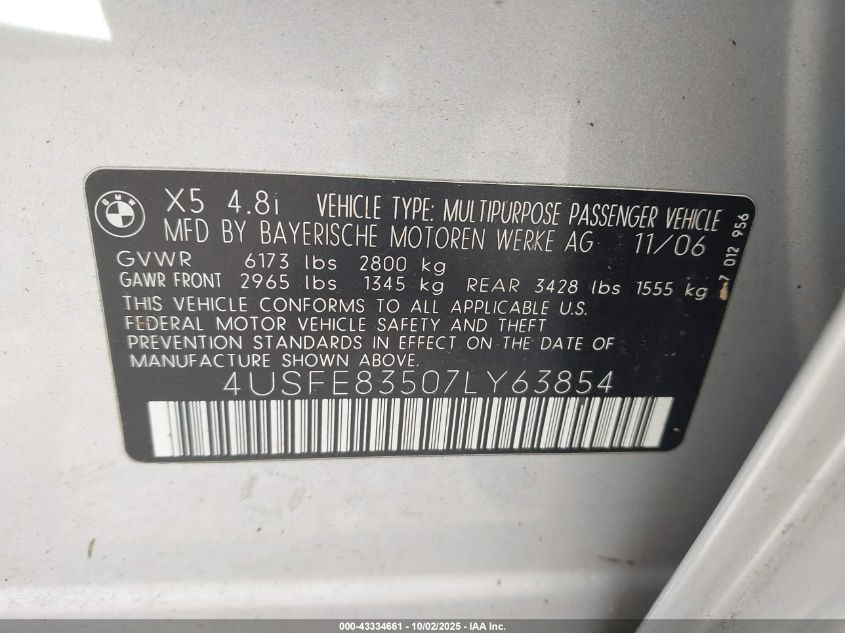 BMW
X5 4.8i VEHICLE TYPE: MULTIPURPOSE PASSENGER VEHICLE
MFD BY BAYERISCHE MOTOREN WERKE AG 11/06
GVWR 6173 lbs 2800 kg
GAWR FRONT 2965 lbs 1345 kg REAR 3428 lbs 1555 kg
THIS VEHICLE CONFORMS TO ALL APPLICABLE U.S.
FEDERAL MOTOR VEHICLE SAFETY AND THEFT
PREVENTION STANDARDS IN EFFECT ON THE DATE OF
MANUFACTURE SHOWN ABOVE.
4USFE83507LY63854
7 012 956
000-43334661 - 10/02/2025 - IAA Inc.